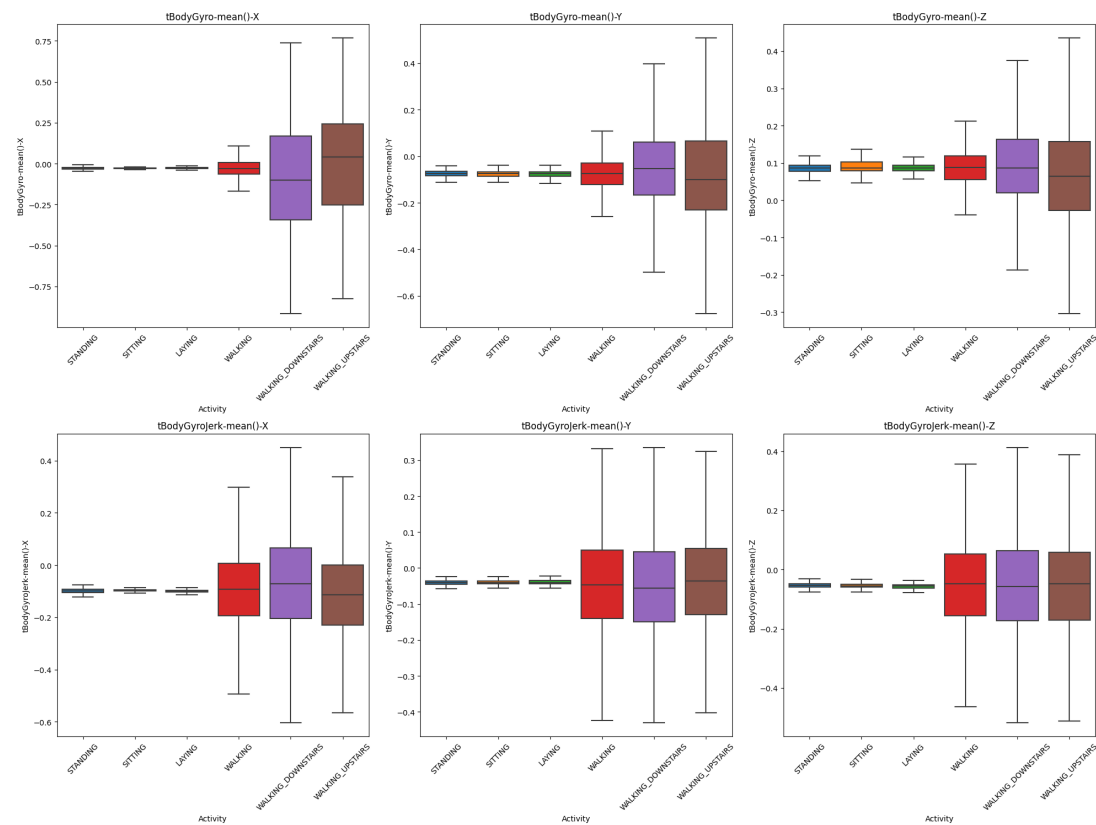 tBodyGyro-mean()-X
tBodyGyro-mean()-X
0.75
0.50
0.25
0.00
−0.25
−0.50
−0.75
STANDING
SITTING
LAYING
WALKING
WALKING_DOWNSTAIRS
WALKING_UPSTAIRS
Activity
tBodyGyro-mean()-Y
tBodyGyro-mean()-Y
0.4
0.2
0.0
−0.2
−0.4
−0.6
STANDING
SITTING
LAYING
WALKING
WALKING_DOWNSTAIRS
WALKING_UPSTAIRS
Activity
tBodyGyro-mean()-Z
tBodyGyro-mean()-Z
0.4
0.3
0.2
0.1
0.0
−0.1
−0.2
−0.3
STANDING
SITTING
LAYING
WALKING
WALKING_DOWNSTAIRS
WALKING_UPSTAIRS
Activity
tBodyGyroJerk-mean()-X
tBodyGyroJerk-mean()-X
0.4
0.2
0.0
−0.2
−0.4
−0.6
STANDING
SITTING
LAYING
WALKING
WALKING_DOWNSTAIRS
WALKING_UPSTAIRS
Activity
tBodyGyroJerk-mean()-Y
tBodyGyroJerk-mean()-Y
0.3
0.2
0.1
0.0
−0.1
−0.2
−0.3
−0.4
STANDING
SITTING
LAYING
WALKING
WALKING_DOWNSTAIRS
WALKING_UPSTAIRS
Activity
tBodyGyroJerk-mean()-Z
tBodyGyroJerk-mean()-Z
0.4
0.2
0.0
−0.2
−0.4
STANDING
SITTING
LAYING
WALKING
WALKING_DOWNSTAIRS
WALKING_UPSTAIRS
Activity